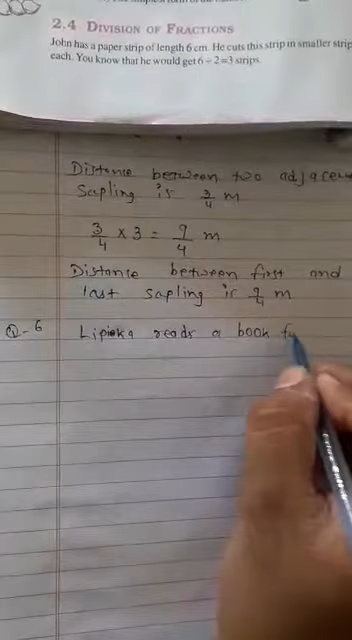 2.4 DIVISION OF FRACTIONS
John has a paper strip of length 6 cm. He cuts this strip in smaller strip
each. You know that he would get 6 ÷ 2=3 strips.
Distance between two adjace
Sapling is 3/4 m
3/4 × 3 = 9/4 m
Distance between first and
last sapling is 9/4 m
Q-6 Lipika reads a book fu